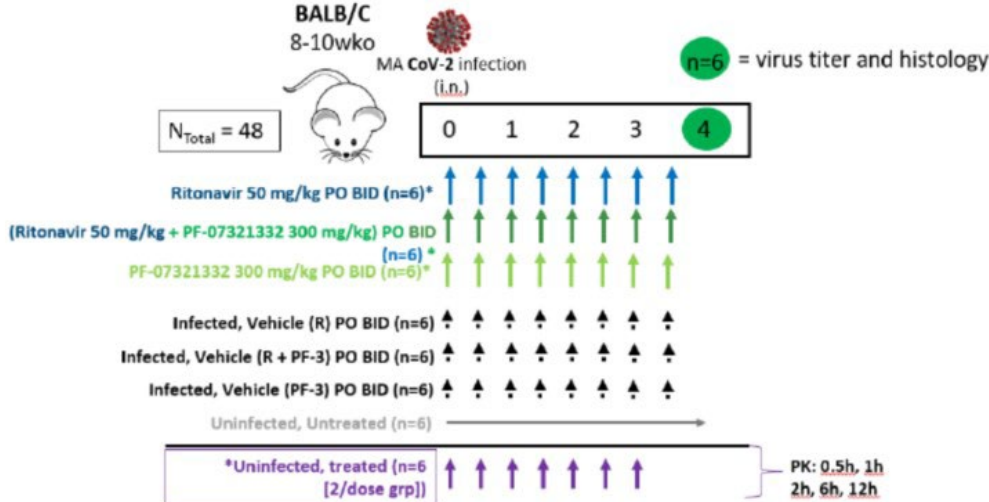 BALB/C
8-10wko
MA CoV-2 infection
(i.n.)
n=6 = virus titer and histology
N_Total = 48
0 1 2 3 4
Ritonavir 50 mg/kg PO BID (n=6)*
(Ritonavir 50 mg/kg + PF-07321332 300 mg/kg) PO BID
(n=6) *
PF-07321332 300 mg/kg PO BID (n=6)*
Infected, Vehicle (R) PO BID (n=6)
Infected, Vehicle (R + PF-3) PO BID (n=6)
Infected, Vehicle (PF-3) PO BID (n=6)
Uninfected, Untreated (n=6)
*Uninfected, treated (n=6
[2/dose grp])
PK: 0.5h, 1h
2h, 6h, 12h